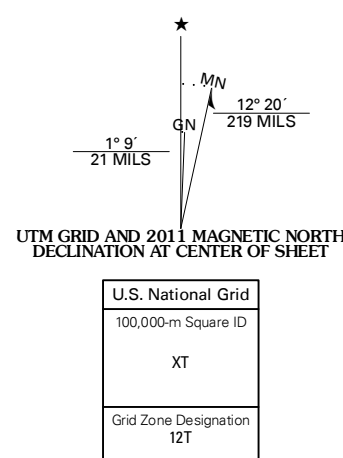 ★
MN
12° 20´
219 MILS
GN
1° 9´
21 MILS
UTM GRID AND 2011 MAGNETIC NORTH
DECLINATION AT CENTER OF SHEET
U.S. National Grid
100,000-m Square ID
XT
Grid Zone Designation
12T